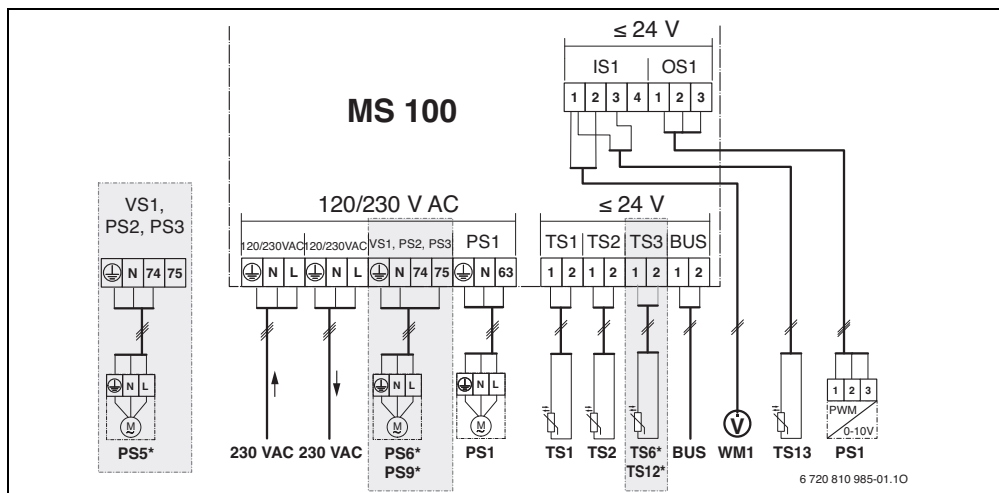 ≤ 24 V
IS1 OS1
1 2 3 4 1 2 3
MS 100
VS1,
PS2, PS3
120/230 V AC
≤ 24 V
120/230VAC 120/230VAC VS1, PS2, PS3 PS1
TS1 TS2 TS3 BUS
N 74 75
N L N L N 74 75 N 63
1 2 1 2 1 2 1 2
N L
N L
N L
1 2 3
M
M
M
PWM
0-10V
V
PS5*
230 VAC 230 VAC PS6* PS1 TS1 TS2 TS6* BUS WM1 TS13 PS1
PS9* TS12*
6 720 810 985-01.1O